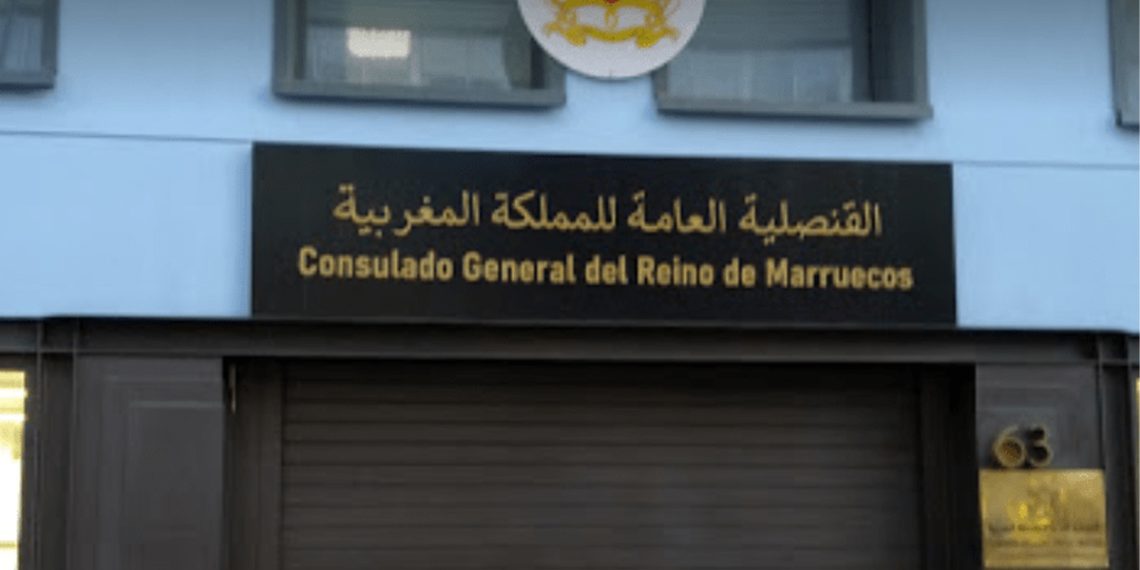 القنصلية العامة للمملكة المغربية
Consulado General del Reino de Marruecos
63